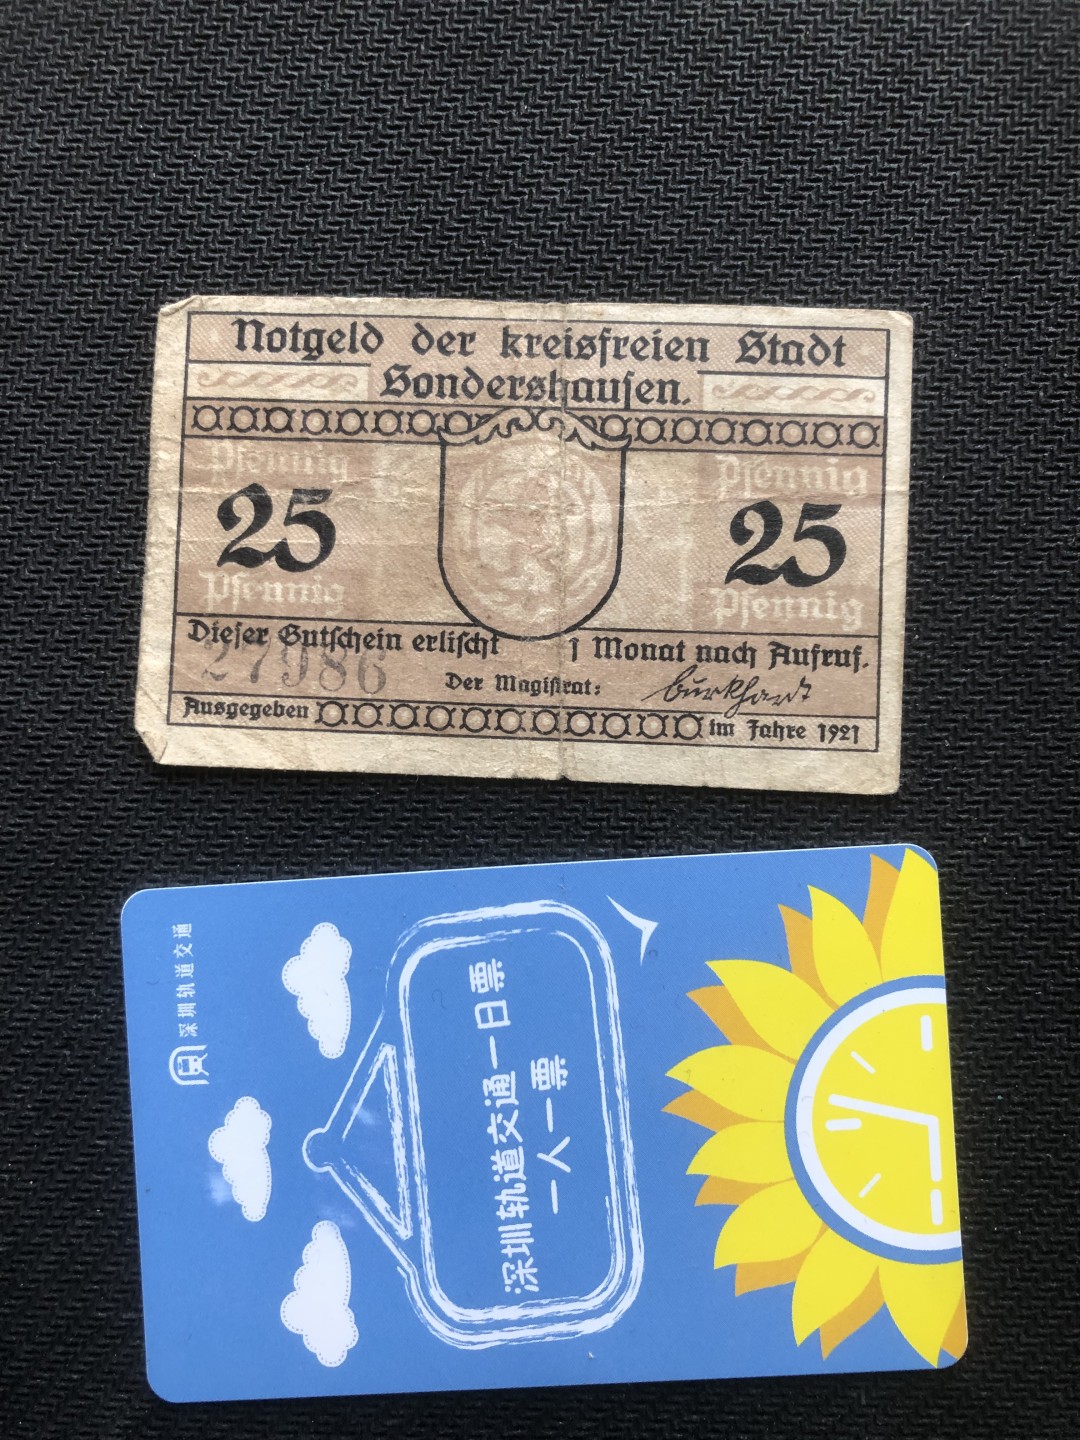 Notgeld der kreisfreien Stadt
Sondershausen.
Pfennig
25
Pfennig
Pfennig
25
Pfennig
Dieser Gutschein erlischt 1 Monat nach Aufruf.
27986
Der Magistrat: Burkhardt
Ausgegeben im Jahre 1921
深圳轨道交通
深圳轨道交通一日票
一人一票